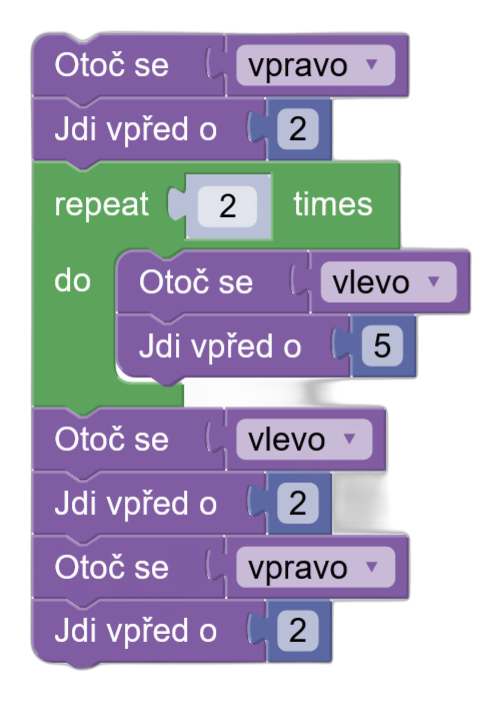 Otoč se vpravo
Jdi vpřed o 2
repeat 2 times
do Otoč se vlevo
Jdi vpřed o 5
Otoč se vlevo
Jdi vpřed o 2
Otoč se vpravo
Jdi vpřed o 2